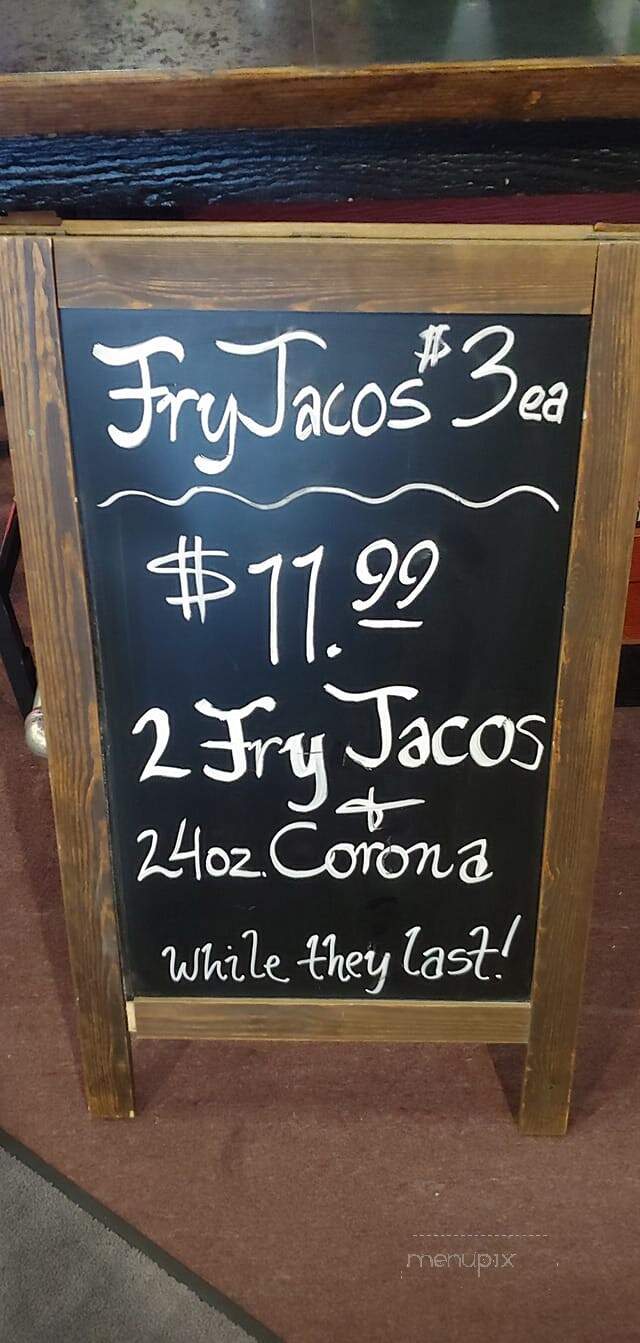 Fry Tacos $3 ea
$11.99
2 Fry Tacos
&
24oz. Corona
while they last!
menupix